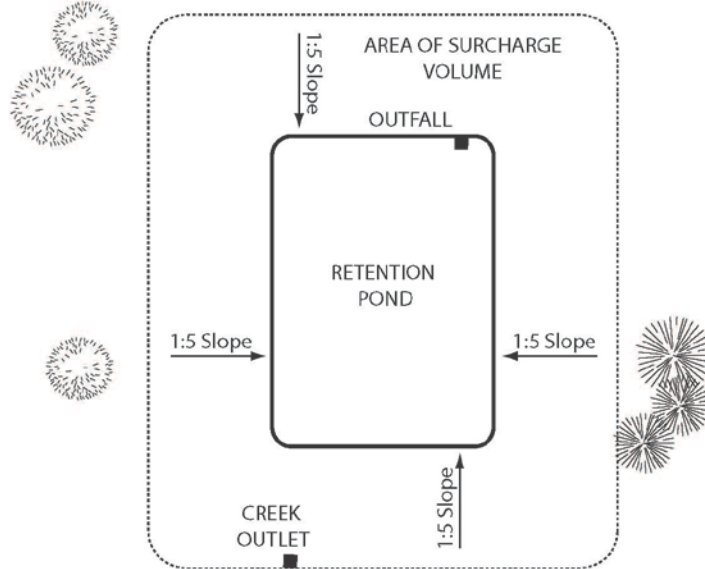 AREA OF SURCHARGE
VOLUME
1:5 Slope
OUTFALL
RETENTION
POND
1:5 Slope
1:5 Slope
1:5 Slope
CREEK
OUTLET